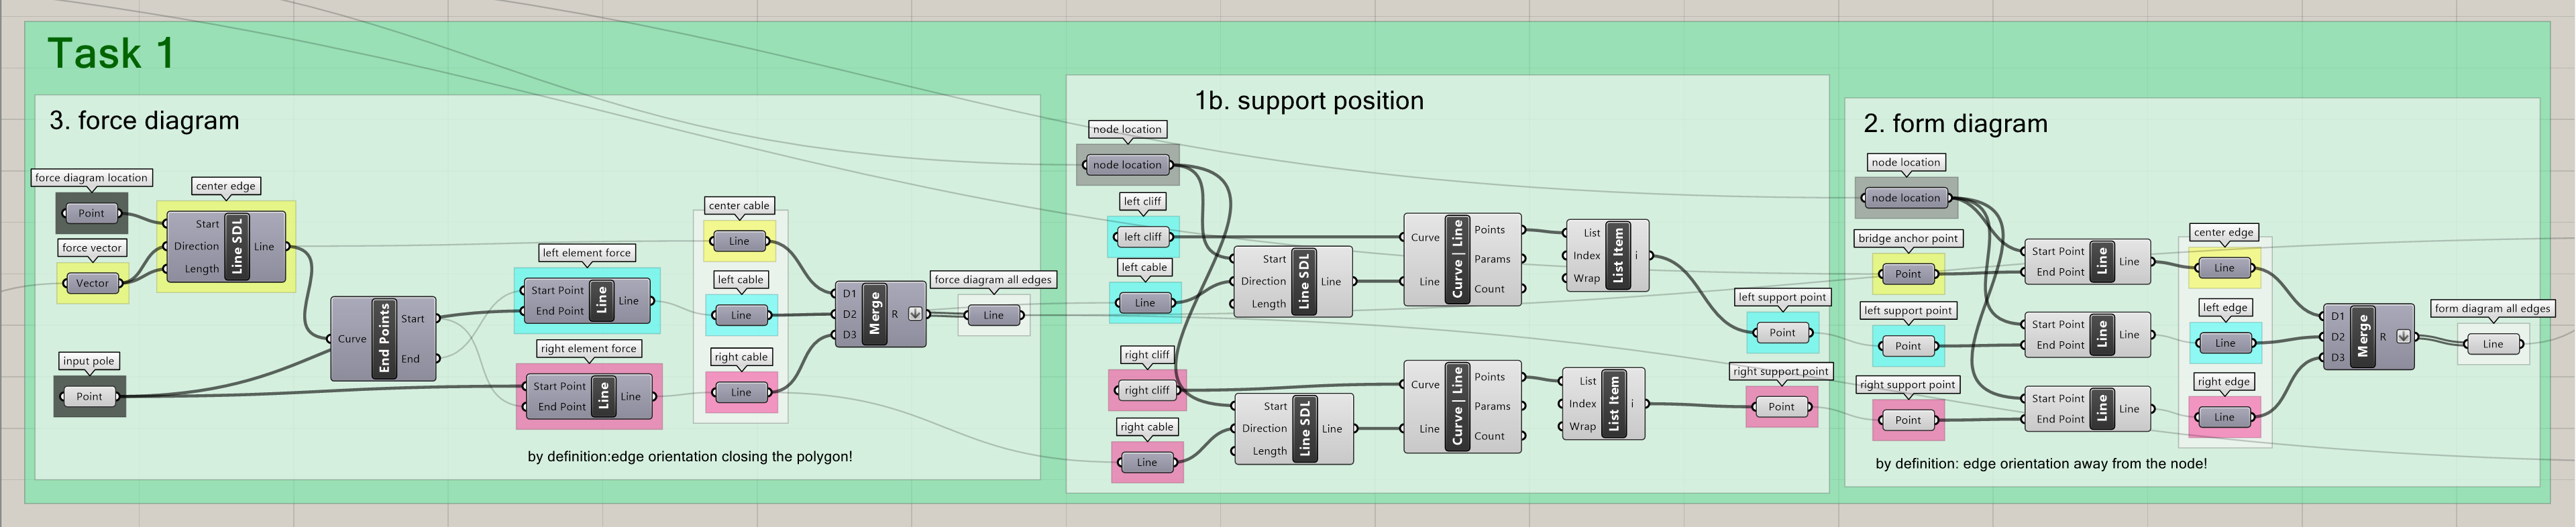 Task 1
3. force diagram
force diagram location
Point
force vector
Vector
center edge
Start
Direction
Length
Line SDL
Line
input pole
Point
Curve
End Points
Start
End
left element force
Start Point
End Point
Line
Line
right element force
Start Point
End Point
Line
Line
center cable
Line
left cable
Line
right cable
Line
D1
D2
D3
Merge
R
force diagram all edges
Line
by definition:edge orientation closing the polygon!
1b. support position
node location
node location
left cliff
left cliff
left cable
Line
right cliff
right cliff
right cable
Line
Start
Direction
Length
Line SDL
Line
Start
Direction
Length
Line SDL
Line
Curve
Line
Curve | Line
Points
Params
Count
Curve
Line
Curve | Line
Points
Params
Count
List
Index
Wrap
List Item
i
List
Index
Wrap
List Item
i
left support point
Point
right support point
Point
2. form diagram
node location
node location
bridge anchor point
Point
left support point
Point
right support point
Point
Start Point
End Point
Line
Line
Start Point
End Point
Line
Line
Start Point
End Point
Line
Line
center edge
Line
left edge
Line
right edge
Line
D1
D2
D3
Merge
R
form diagram all edges
Line
by definition: edge orientation away from the node!